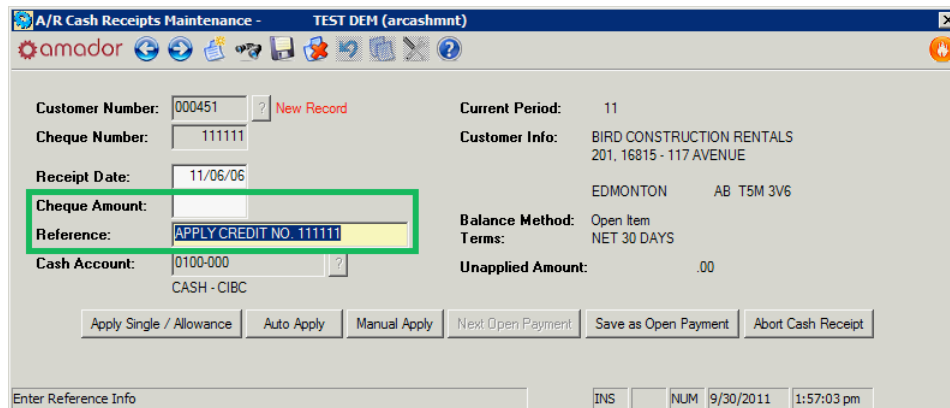 A/R Cash Receipts Maintenance - TEST DEM (arcashmnt)
amador
Customer Number: 000451 ? New Record
Cheque Number: 111111
Receipt Date: 11/06/06
Cheque Amount:
Reference: APPLY CREDIT NO. 111111
Cash Account: 0100-000 ?
CASH - CIBC
Current Period: 11
Customer Info: BIRD CONSTRUCTION RENTALS
201, 16815 - 117 AVENUE
EDMONTON AB T5M 3V6
Balance Method: Open Item
Terms: NET 30 DAYS
Unapplied Amount: .00
Apply Single / Allowance Auto Apply Manual Apply Next Open Payment Save as Open Payment Abort Cash Receipt
Enter Reference Info INS NUM 9/30/2011 1:57:03 pm